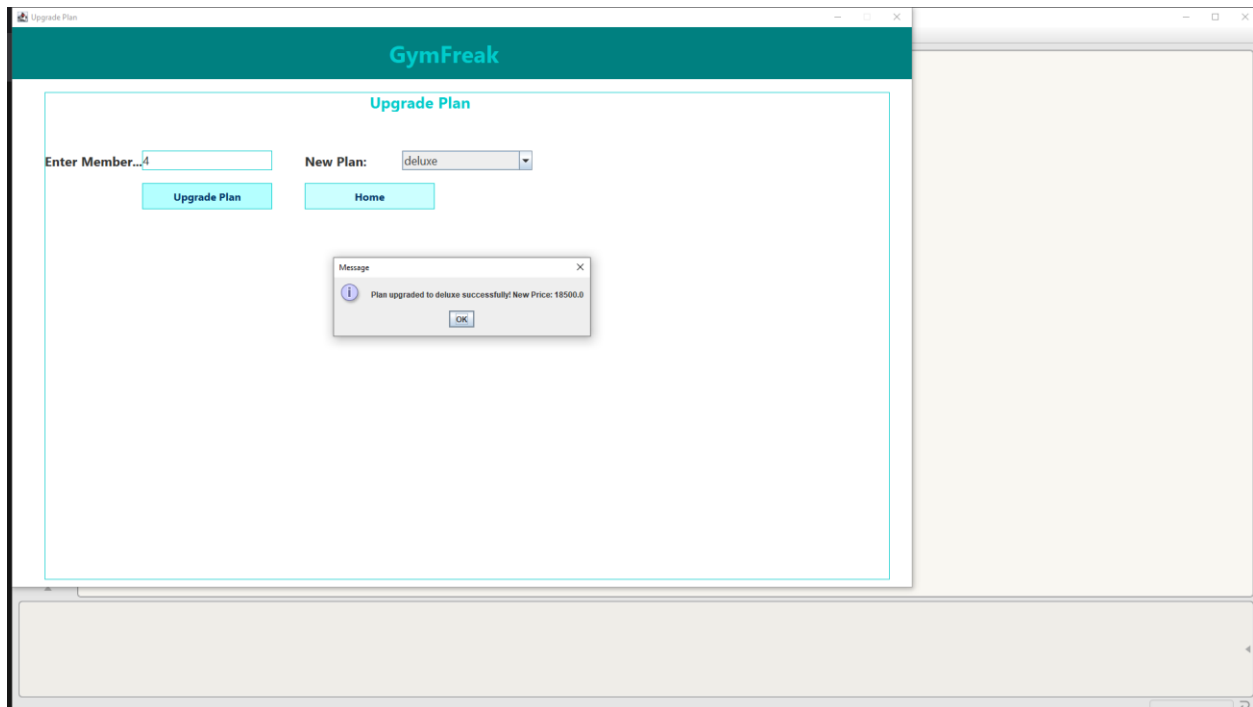 Upgrade Plan
GymFreak
Upgrade Plan
Enter Member... 4 New Plan: deluxe
Upgrade Plan Home
Message
Plan upgraded to deluxe successfully! New Price: 18500.0
OK